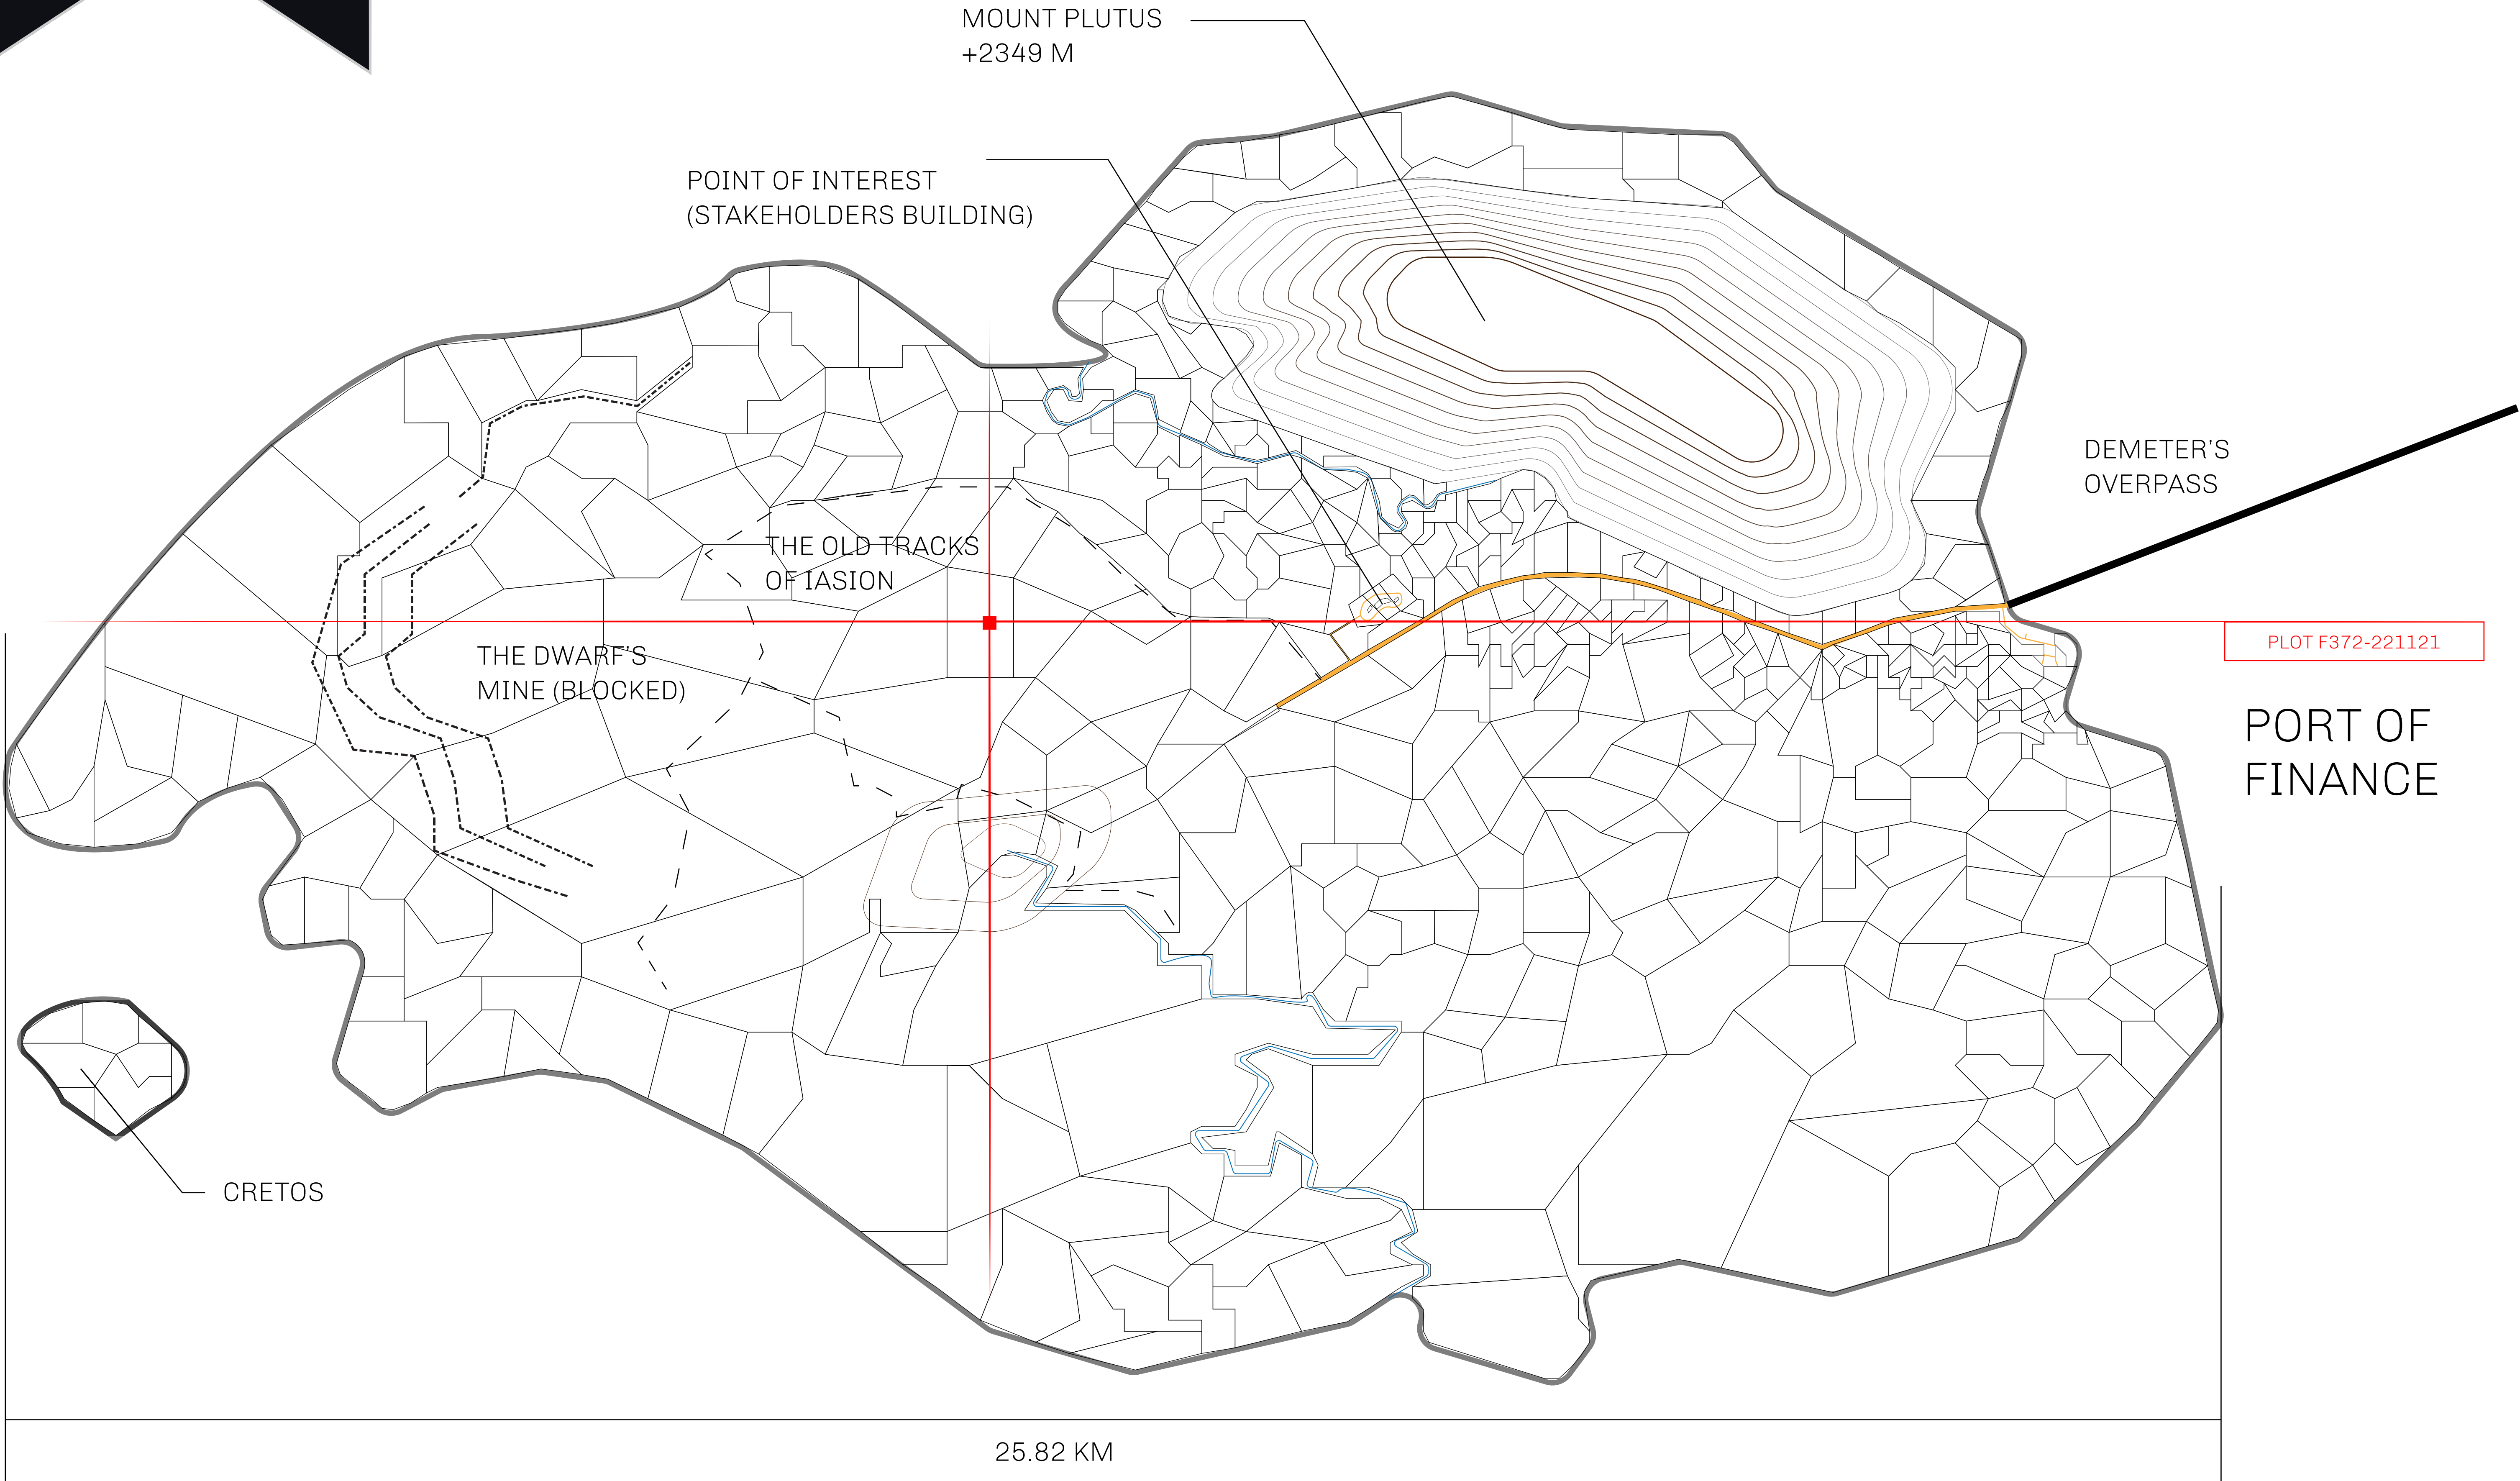 MOUNT PLUTUS
+2349 M
POINT OF INTEREST
(STAKEHOLDERS BUILDING)
DEMETER'S
OVERPASS
THE OLD TRACKS
OF IASION
THE DWARF'S
MINE (BLOCKED)
PLOT F372-221121
PORT OF
FINANCE
CRETOS
25.82 KM